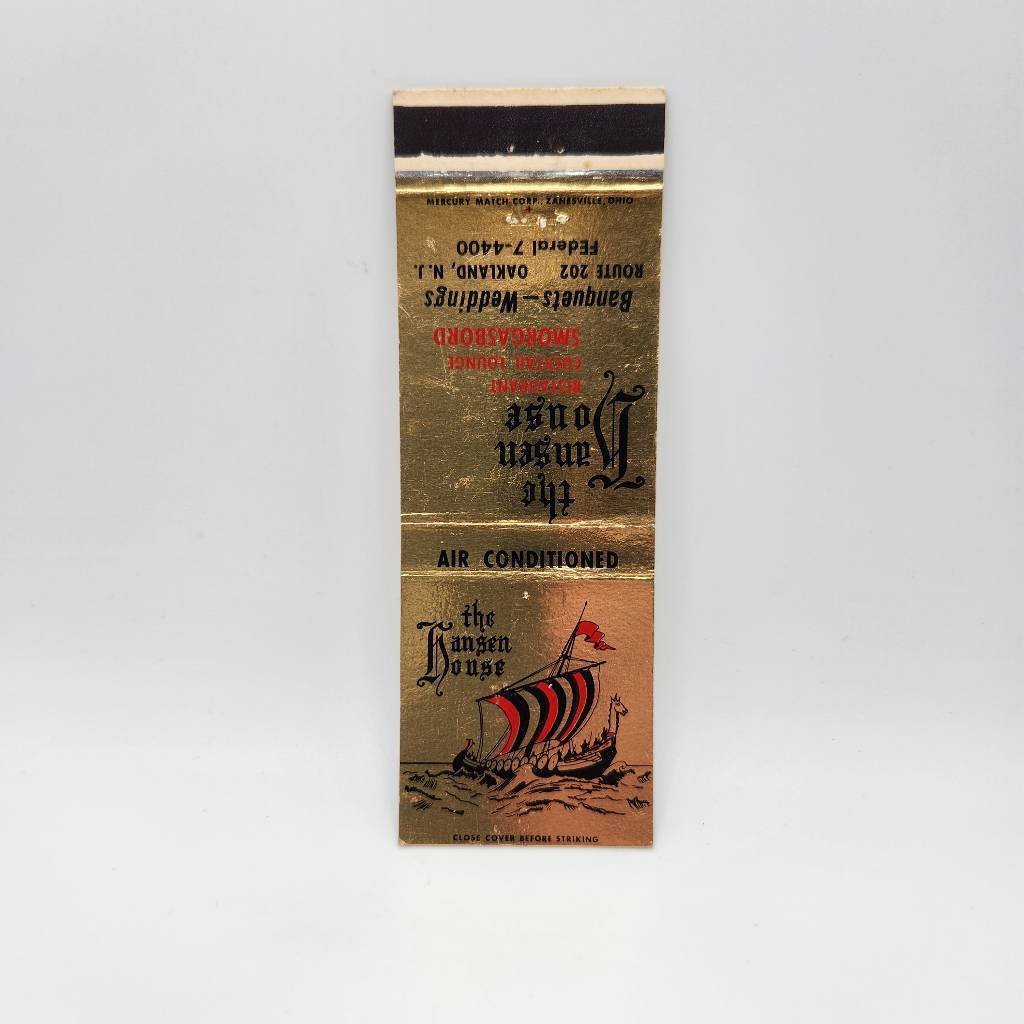 MERCURY MATCH CORP., ZANESVILLE, OHIO
the
Hansen
House
RESTAURANT
COCKTAIL LOUNGE
SMORGASBORD
Banquets—Weddings
ROUTE 202 OAKLAND, N. J.
FEderal 7-4400
AIR CONDITIONED
the
Hansen
House
CLOSE COVER BEFORE STRIKING